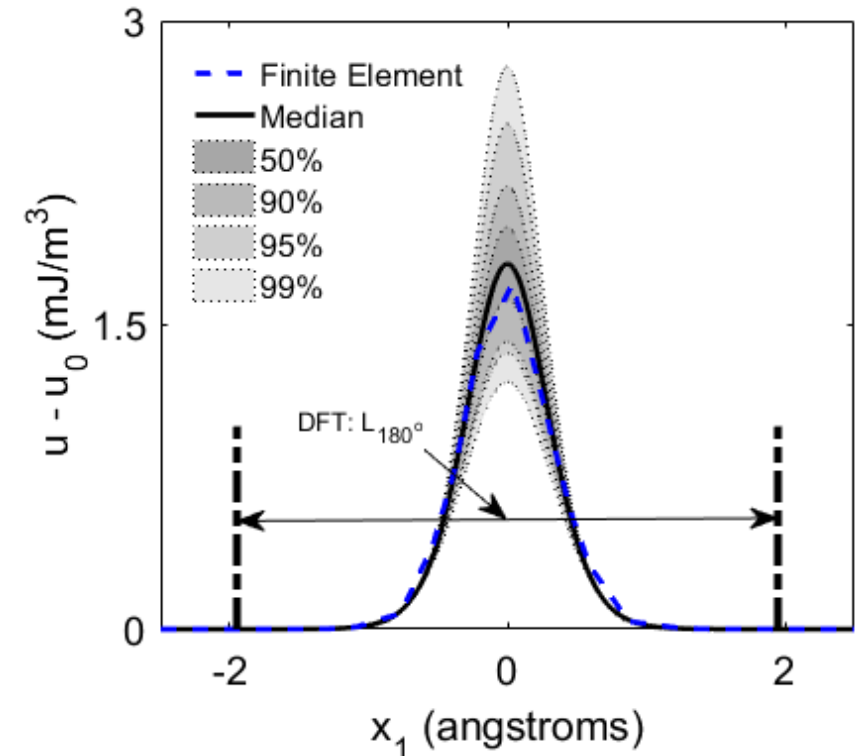 3
Finite Element
Median
50%
90%
95%
99%
u - u₀ (mJ/m³)
1.5
DFT: L₁₈₀°
0
-2 0 2
x₁ (angstroms)